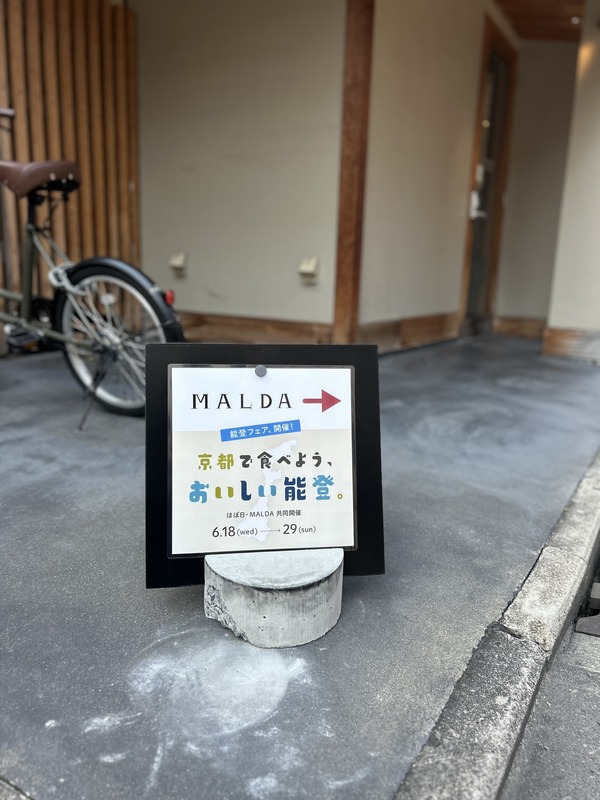 MALDA
能登フェア、開催！
京都で食べよう、
おいしい能登。
ほぼ日・MALDA 共同開催
6.18(wed) — 29(sun)